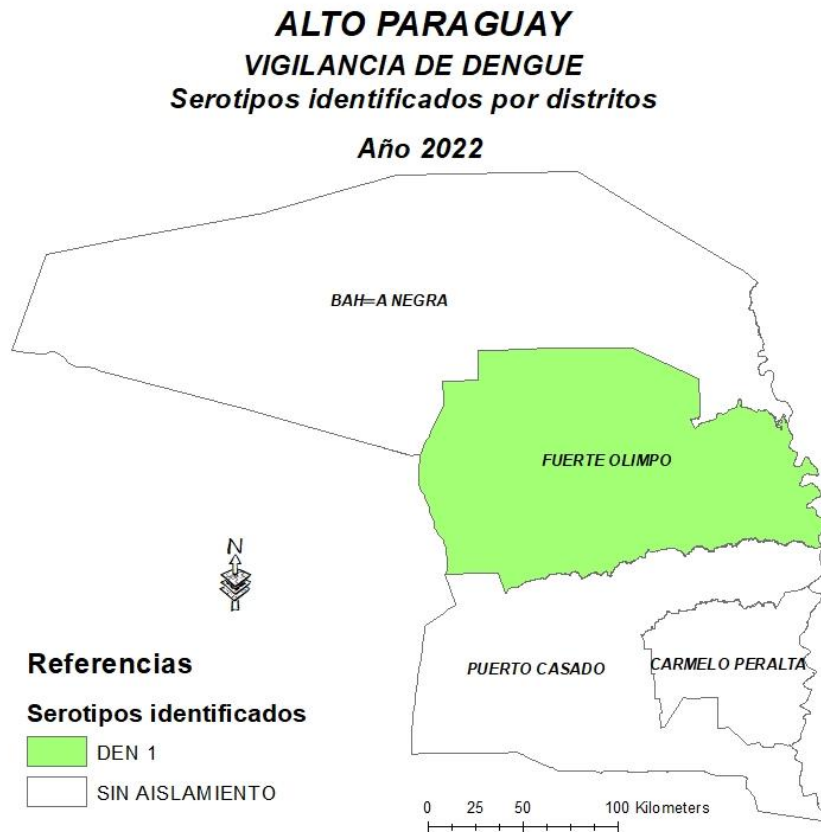 ALTO PARAGUAY
VIGILANCIA DE DENGUE
Serotipos identificados por distritos
Año 2022
BAH=A NEGRA
FUERTE OLIMPO
N
PUERTO CASADO
CARMELO PERALTA
Referencias
Serotipos identificados
DEN 1
SIN AISLAMIENTO
0 25 50 100 Kilometers